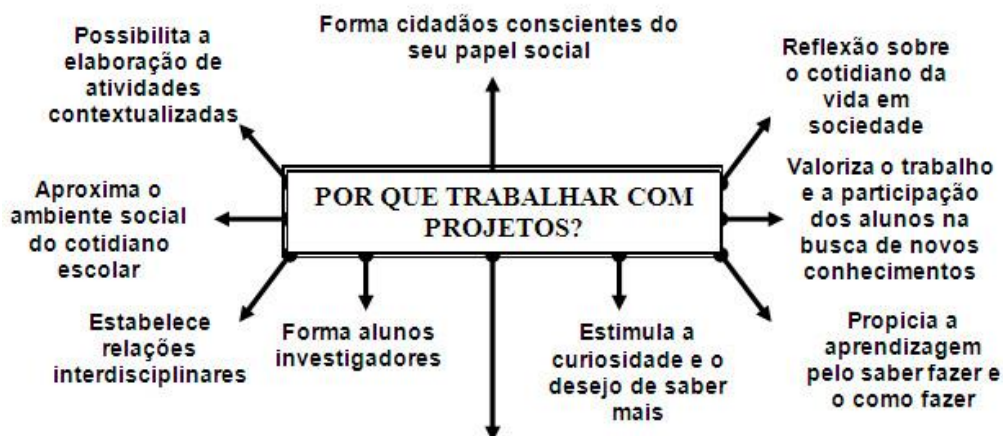 Forma cidadãos conscientes do
seu papel social
Possibilita a
elaboração de
atividades
contextualizadas
Reflexão sobre
o cotidiano da
vida em
sociedade
POR QUE TRABALHAR COM
PROJETOS?
Aproxima o
ambiente social
do cotidiano
escolar
Valoriza o trabalho
e a participação
dos alunos na
busca de novos
conhecimentos
Estabelece
relações
interdisciplinares
Forma alunos
investigadores
Estimula a
curiosidade e o
desejo de saber
mais
Propicia a
aprendizagem
pelo saber fazer e
o como fazer